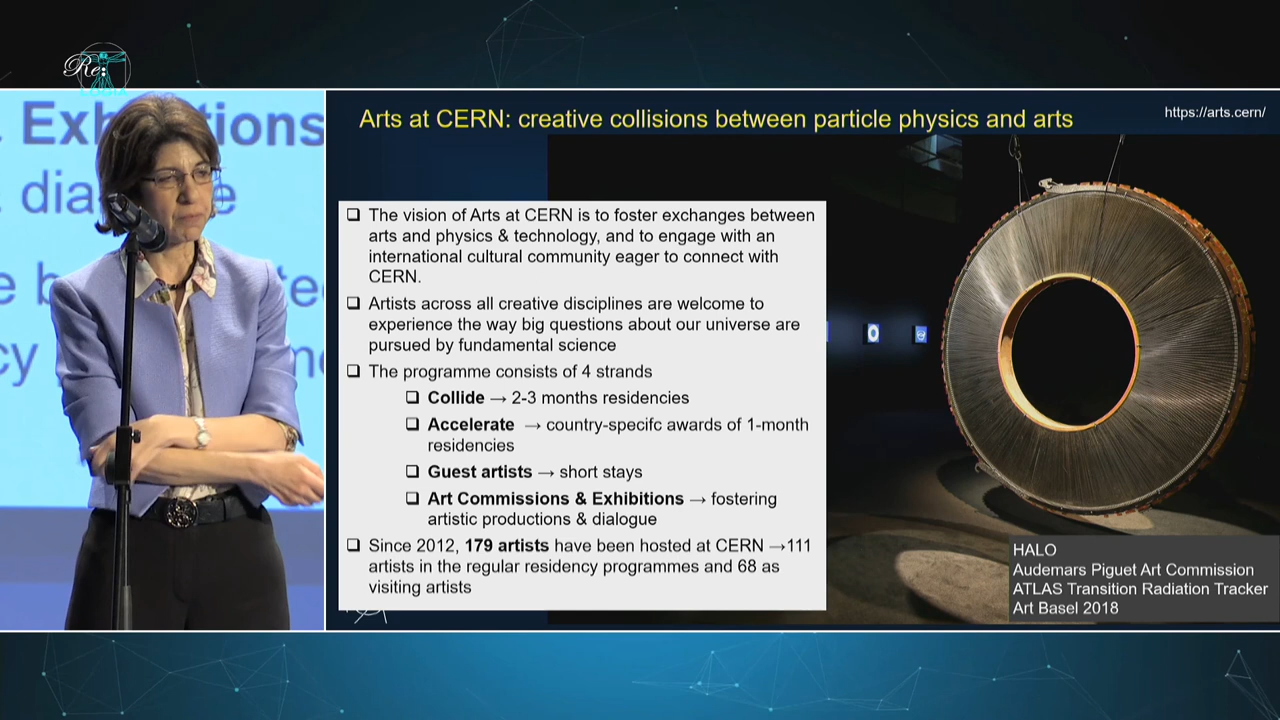 Re:
LOGIA
. Exh tions
. dia e
e b te
cy m
Arts at CERN: creative collisions between particle physics and arts
https://arts.cern/
❑ The vision of Arts at CERN is to foster exchanges between
arts and physics & technology, and to engage with an
international cultural community eager to connect with
CERN.
❑ Artists across all creative disciplines are welcome to
experience the way big questions about our universe are
pursued by fundamental science
❑ The programme consists of 4 strands
❑ Collide → 2-3 months residencies
❑ Accelerate → country-specifc awards of 1-month
residencies
❑ Guest artists → short stays
❑ Art Commissions & Exhibitions → fostering
artistic productions & dialogue
❑ Since 2012, 179 artists have been hosted at CERN →111
artists in the regular residency programmes and 68 as
visiting artists
HALO
Audemars Piguet Art Commission
ATLAS Transition Radiation Tracker
Art Basel 2018